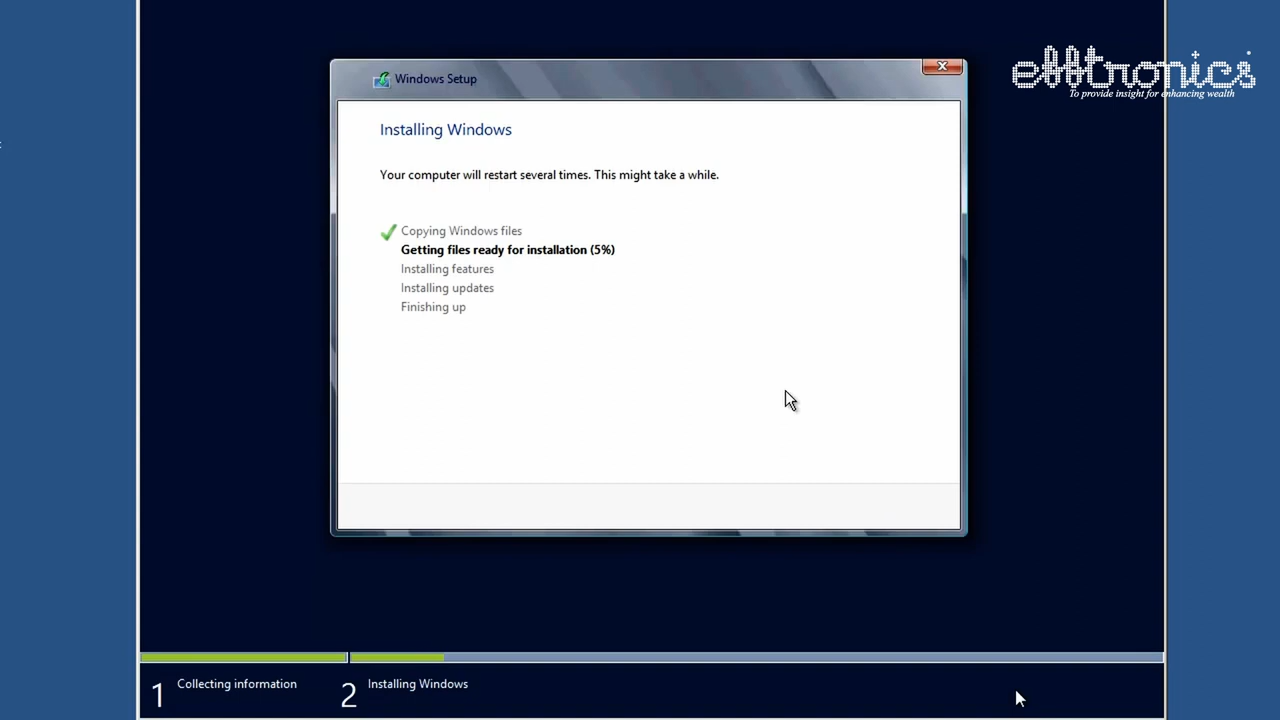 efftronics
To provide insight for enhancing wealth
Windows Setup
Installing Windows
Your computer will restart several times. This might take a while.
Copying Windows files
Getting files ready for installation (5%)
Installing features
Installing updates
Finishing up
1 Collecting information
2 Installing Windows